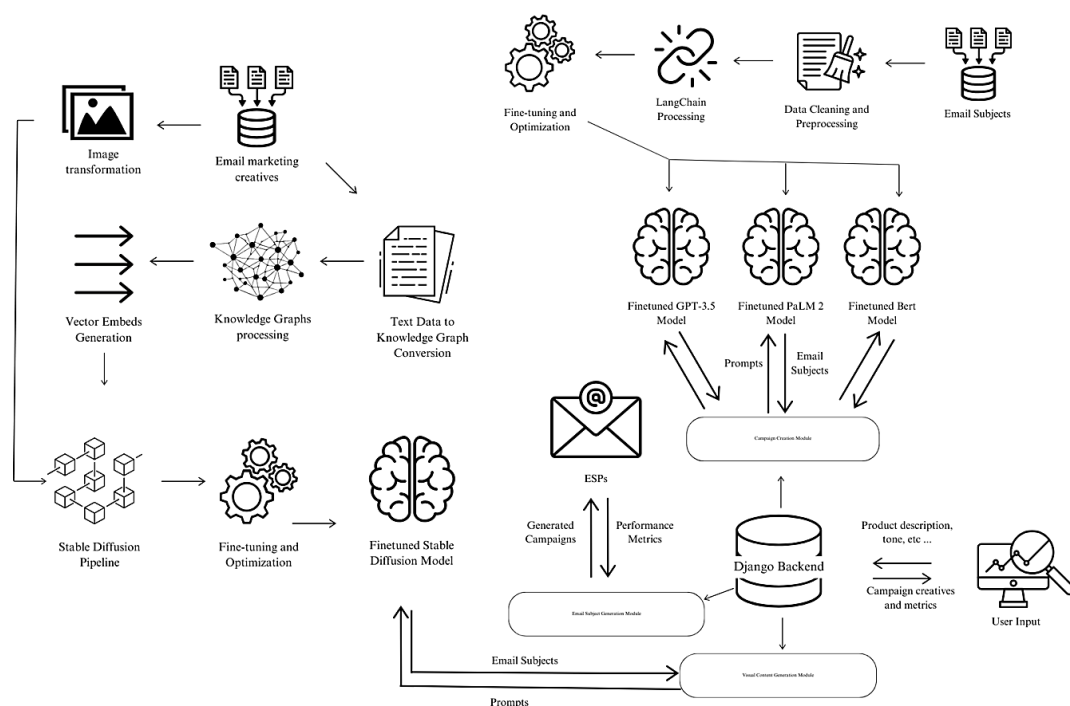 Fine-tuning and
Optimization
LangChain
Processing
Data Cleaning and
Preprocessing
Email Subjects
Image
transformation
Email marketing
creatives
Vector Embeds
Generation
Knowledge Graphs
processing
Text Data to
Knowledge Graph
Conversion
Finetuned GPT-3.5
Model
Finetuned PaLM 2
Model
Finetuned Bert
Model
Prompts
Email
Subjects
Campaign Creation Module
@
ESPs
Generated
Campaigns
Performance
Metrics
Stable Diffusion
Pipeline
Fine-tuning and
Optimization
Finetuned Stable
Diffusion Model
Django Backend
Product description,
tone, etc ...
Campaign creatives
and metrics
User Input
Email Subject Generation Module
Email Subjects
Visual Content Generation Module
Prompts